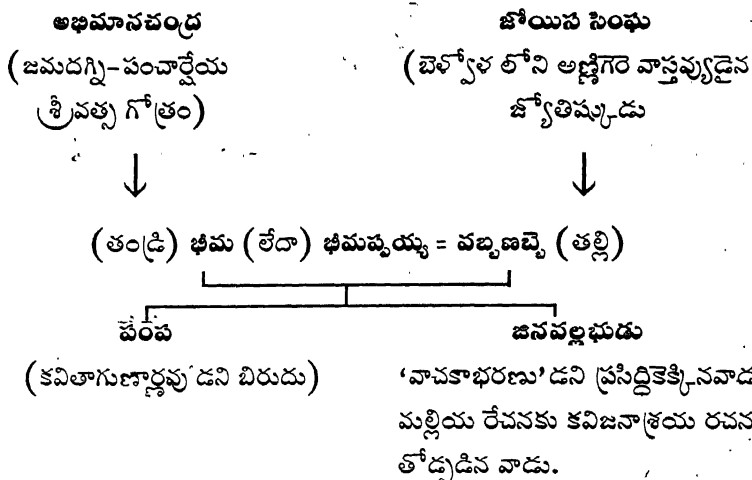 అభిమానచంద్ర
(జమదగ్ని-పంచార్షేయ
శ్రీవత్స గోత్రం)
జోయిస సింఘ
(బెళ్వోళ లోని అణ్ణిగెరె వాస్తవ్యుడైన
జ్యోతిష్కుడు
(తండ్రి) భీమ (లేదా) భీమప్పయ్య = వబ్బణబ్బె (తల్లి)
పంప
(కవితాగుణార్ణవు డని బిరుదు)
జినవల్లభుడు
'వాచకాభరణు'డని ప్రసిద్ధికెక్కినవాడు
మల్లియ రేచనకు కవిజనాశ్రయ రచన
తోడ్పడిన వాడు.